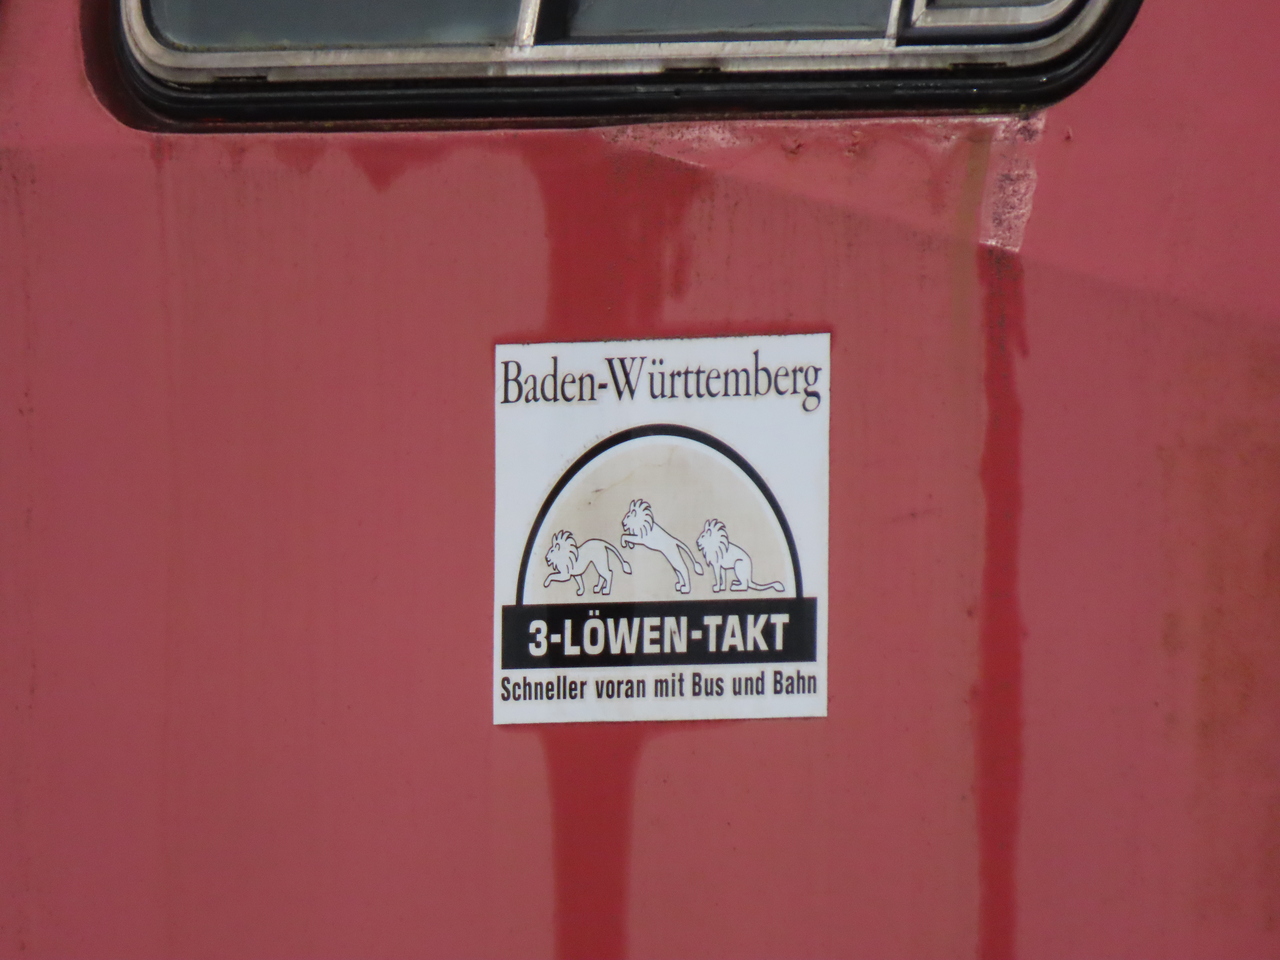 Baden-Württemberg
3-LÖWEN-TAKT
Schneller voran mit Bus und Bahn